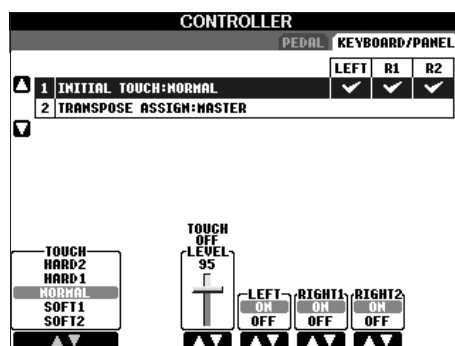 CONTROLLER
PEDAL KEYBOARD/PANEL
LEFT R1 R2
1 INITIAL TOUCH:NORMAL
2 TRANSPOSE ASSIGN:MASTER
TOUCH
HARD2
HARD1
NORMAL
SOFT1
SOFT2
TOUCH
OFF
LEVEL
95
LEFT
ON
OFF
RIGHT1
ON
OFF
RIGHT2
ON
OFF